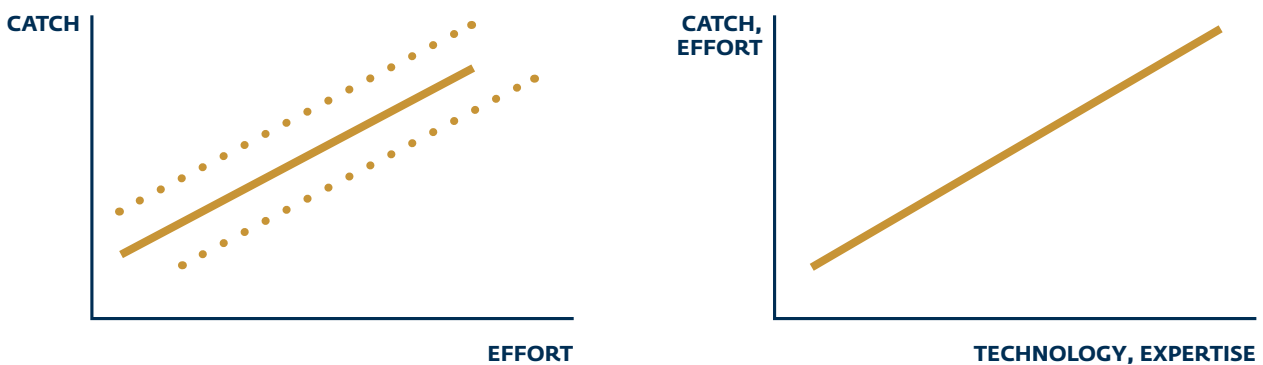 CATCH
EFFORT
CATCH,
EFFORT
TECHNOLOGY, EXPERTISE